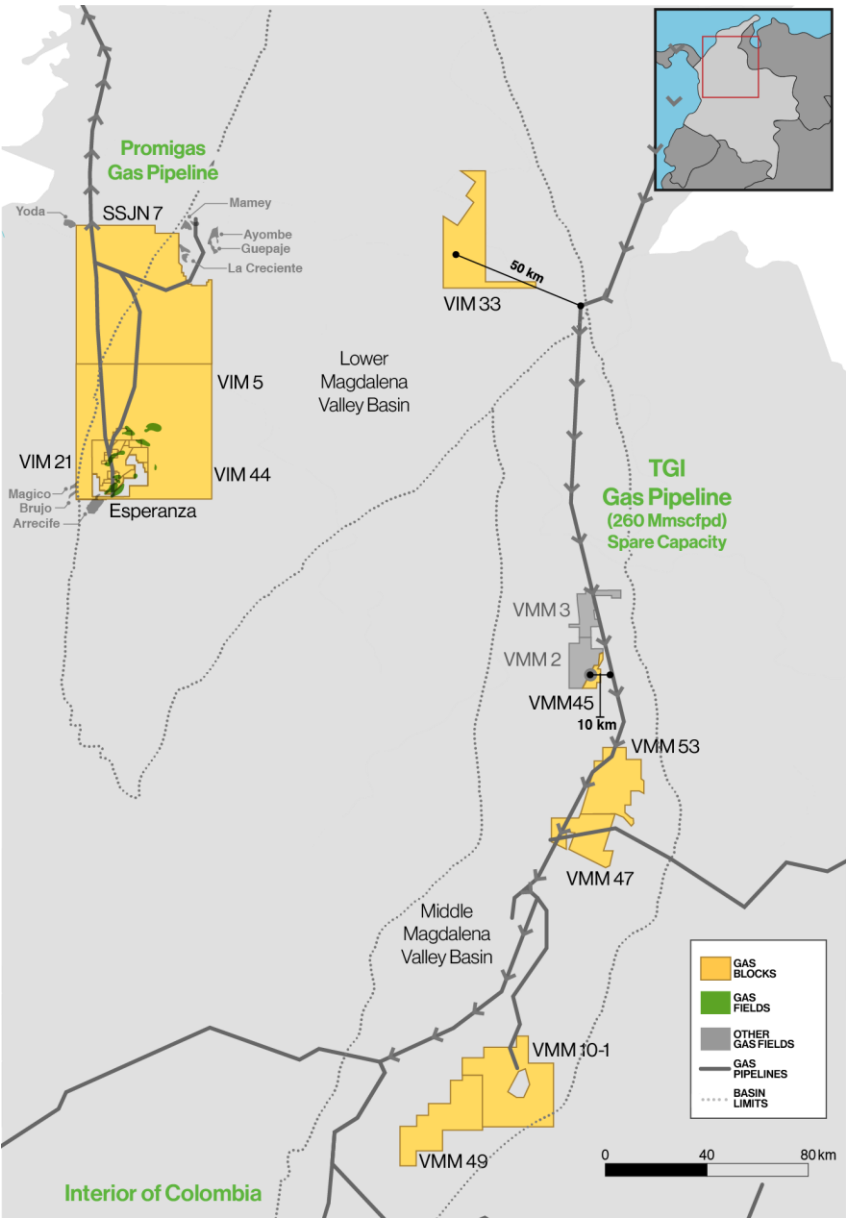 Promigas
Gas Pipeline
Yoda
SSJN 7
Mamey
Ayombe
Guepaje
La Creciente
50 km
VIM 33
Lower
Magdalena
Valley Basin
VIM 5
VIM 21
VIM 44
Magico
Brujo
Arrecife
Esperanza
TGI
Gas Pipeline
(260 Mmscfpd)
Spare Capacity
VMM 3
VMM 2
VMM45
10 km
VMM 53
VMM 47
Middle
Magdalena
Valley Basin
VMM 10-1
VMM 49
Interior of Colombia
GAS
BLOCKS
GAS
FIELDS
OTHER
GAS FIELDS
GAS
PIPELINES
BASIN
LIMITS
0 40 80 km